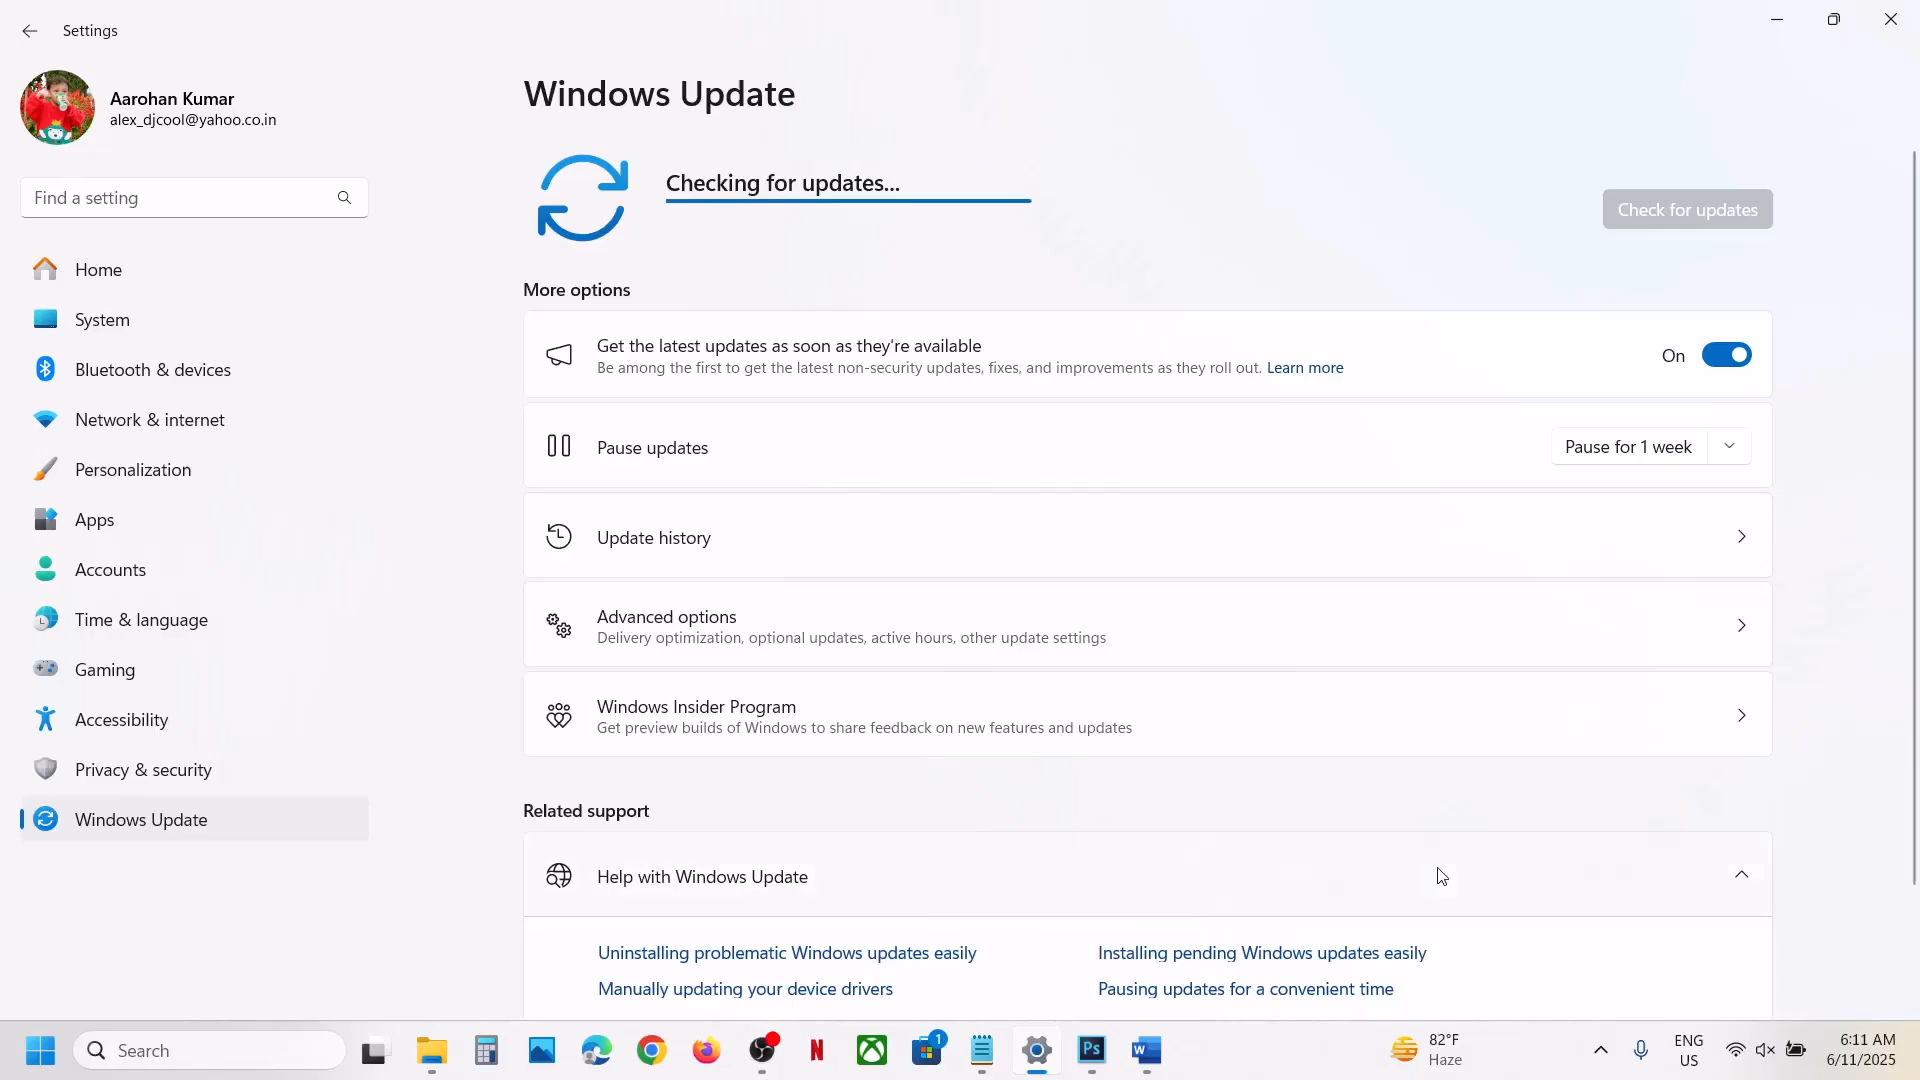 Settings
Aarohan Kumar
alex_djcool@yahoo.co.in
Find a setting
Home
System
Bluetooth & devices
Network & internet
Personalization
Apps
Accounts
Time & language
Gaming
Accessibility
Privacy & security
Windows Update
Windows Update
Checking for updates...
Check for updates
More options
Get the latest updates as soon as they're available
Be among the first to get the latest non-security updates, fixes, and improvements as they roll out. Learn more
On
Pause updates
Pause for 1 week
Update history
Advanced options
Delivery optimization, optional updates, active hours, other update settings
Windows Insider Program
Get preview builds of Windows to share feedback on new features and updates
Related support
Help with Windows Update
Uninstalling problematic Windows updates easily
Installing pending Windows updates easily
Manually updating your device drivers
Pausing updates for a convenient time
Search
N
1
Ps
W
82°F
Haze
ENG
US
6:11 AM
6/11/2025